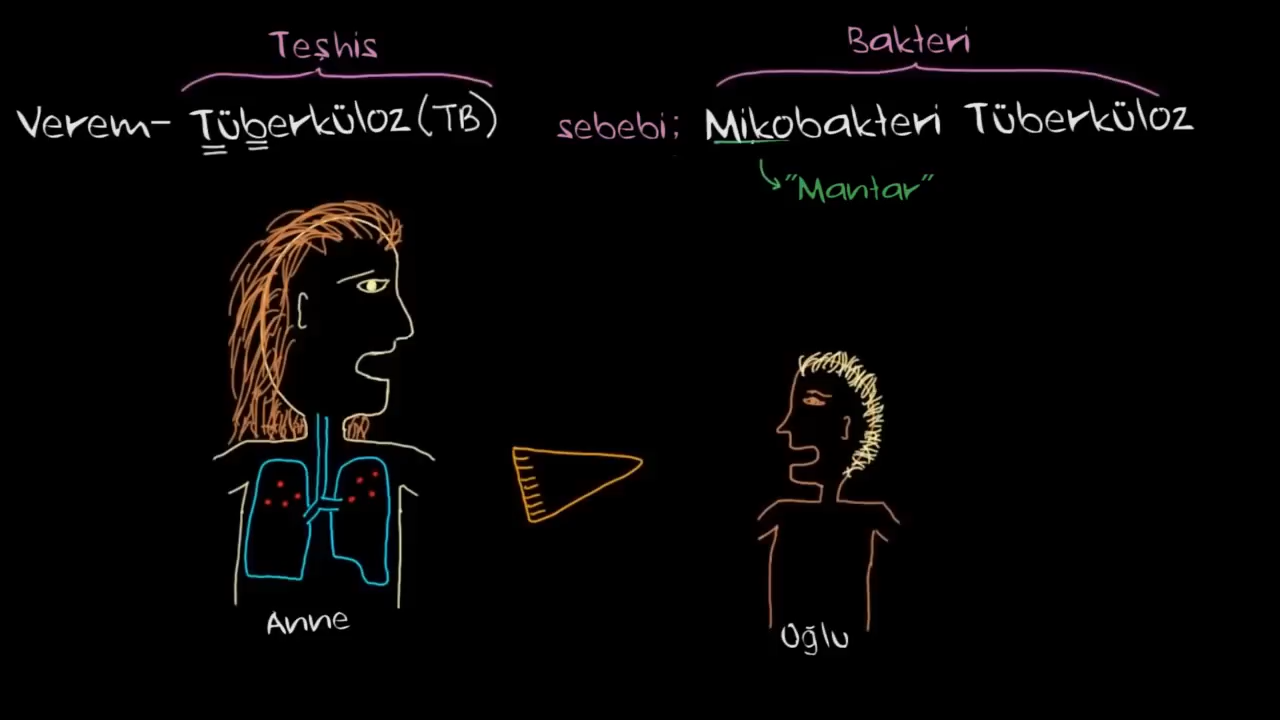 Teşhis
Bakteri
Verem- Tüberküloz (TB) sebebi; Mikobakteri Tüberküloz
"Mantar"
Anne
Oğlu